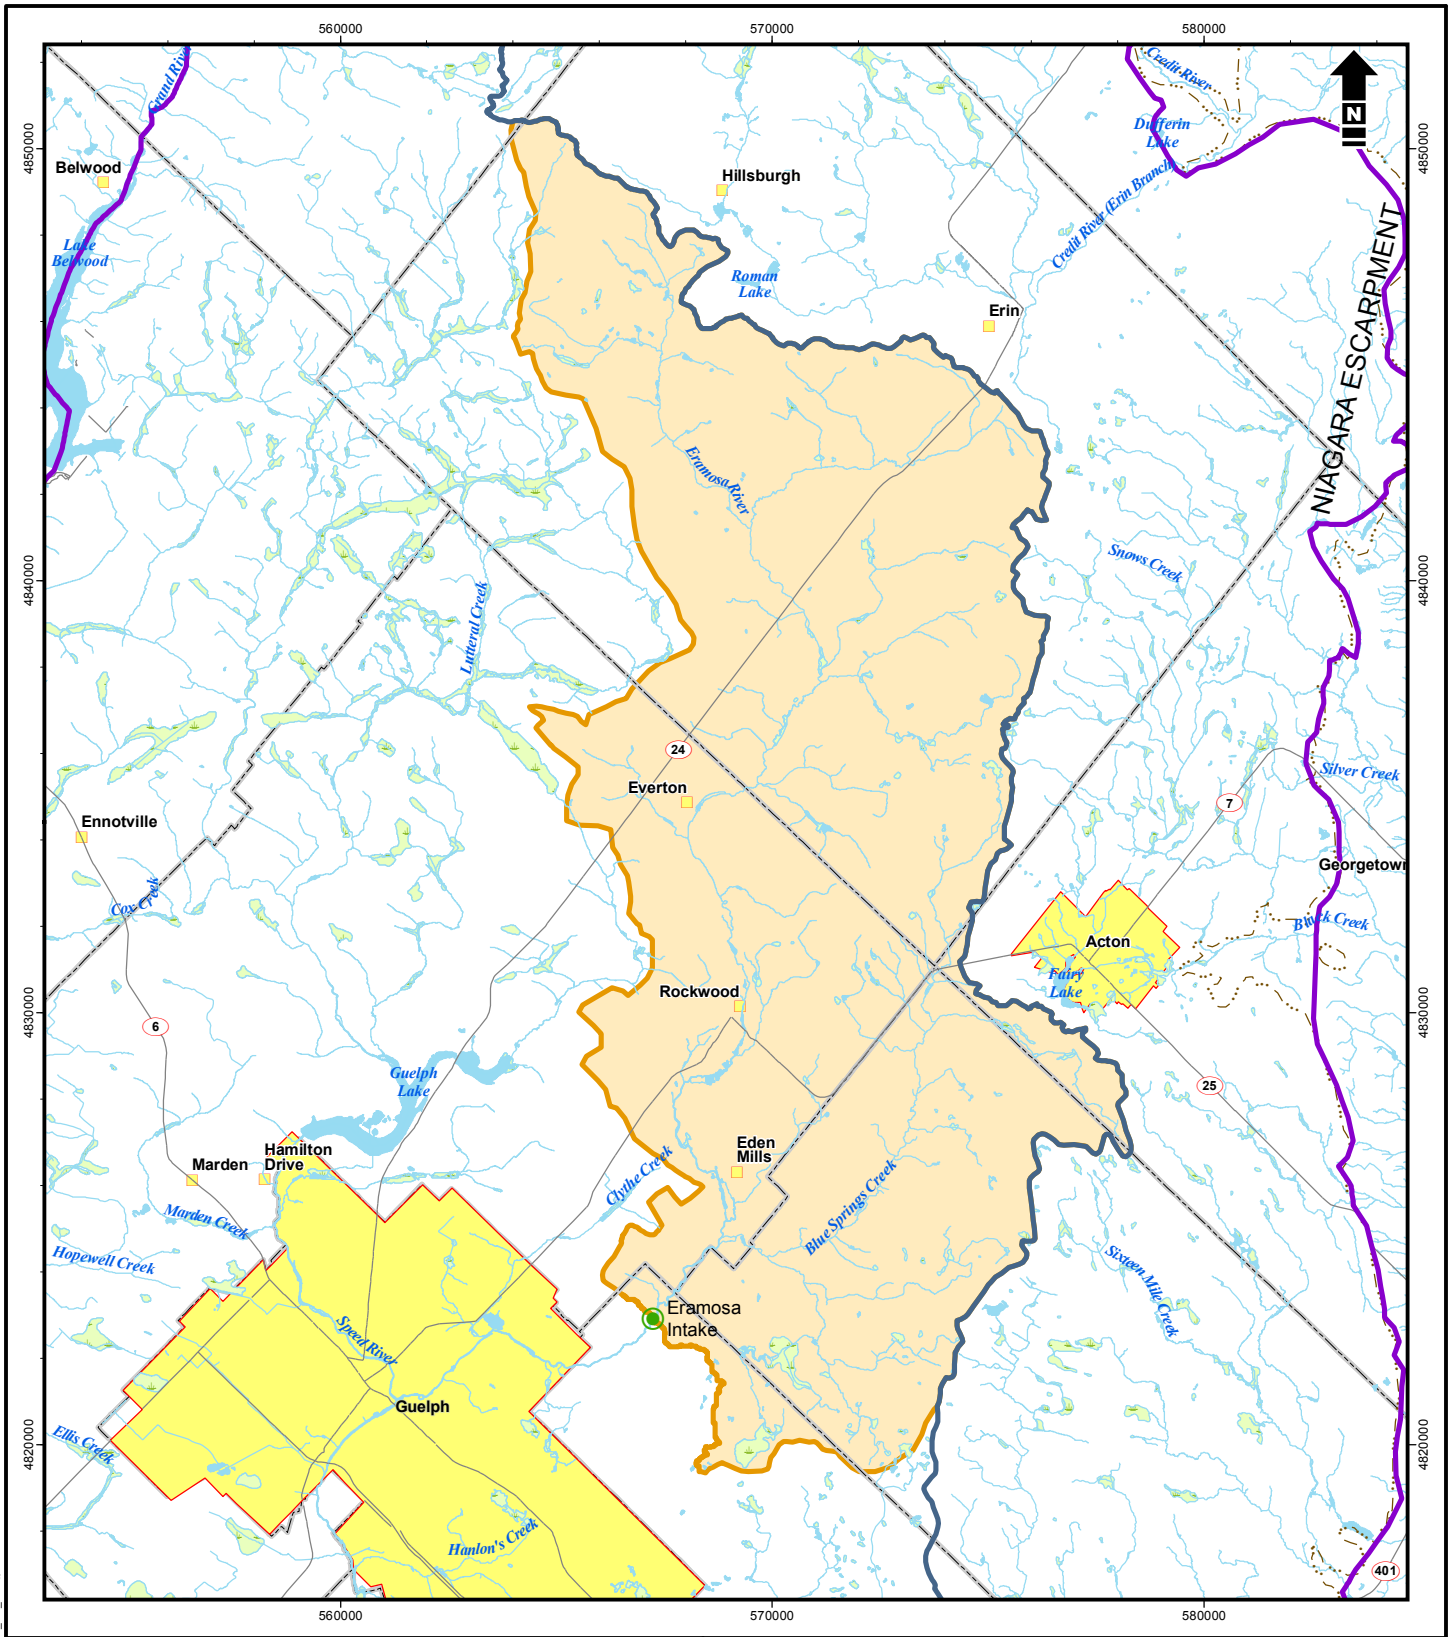 560000
570000
580000
Grand River
Credit River
N
Dufferin
Lake
4850000
4850000
Belwood
Hillsburgh
Credit River (Erin Branch)
Lake
Belwood
Roman
Lake
NIAGARA ESCARPMENT
Erin
Eramosa River
Snows Creek
4840000
4840000
Lutteral Creek
24
Everton
Silver Creek
7
Ennotville
Georgetown
Cox Creek
Black Creek
Acton
Fairy
Lake
Rockwood
4830000
4830000
6
Guelph
Lake
25
Hamilton
Drive
Marden
Eden
Mills
Clythe Creek
Blue Springs Creek
Marden Creek
Hopewell Creek
Sixteen Mile Creek
Eramosa
Intake
Speed River
Guelph
4820000
4820000
Ellis Creek
Hanlon's Creek
401
560000
570000
580000